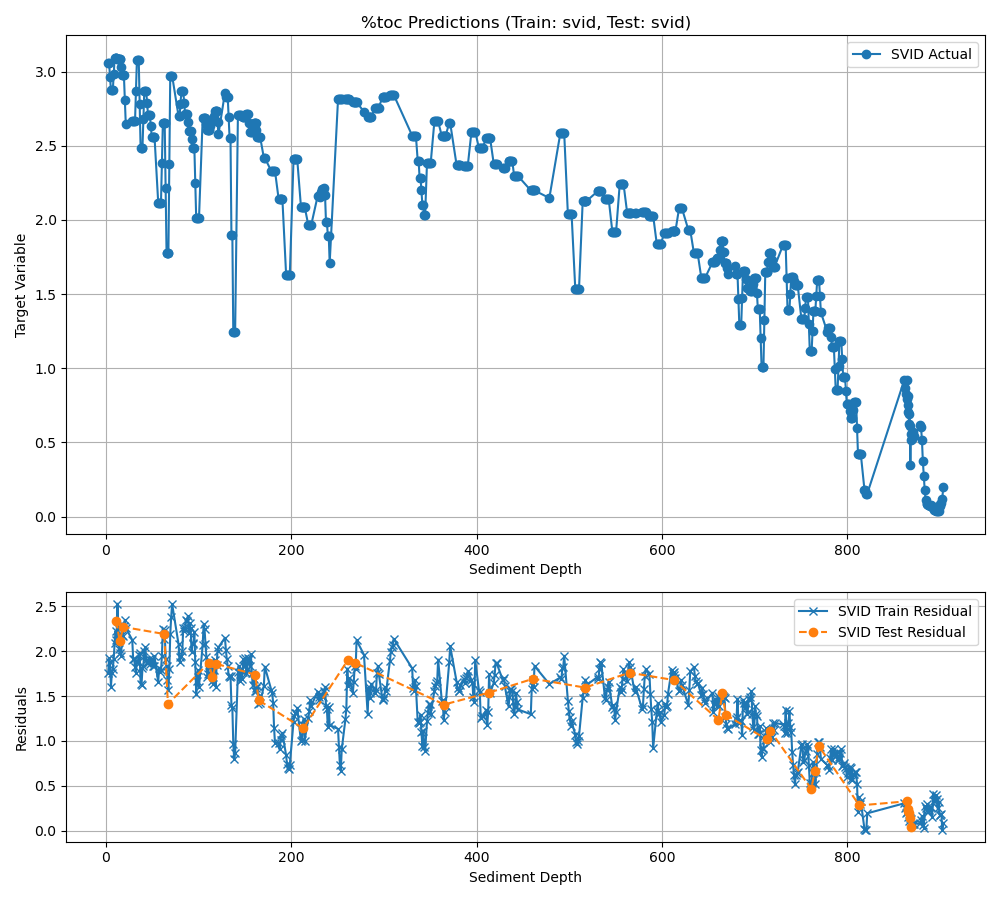 %toc Predictions (Train: svid, Test: svid)
SVID Actual
Target Variable
3.0
2.5
2.0
1.5
1.0
0.5
0.0
0 200 400 600 800
Sediment Depth
SVID Train Residual
SVID Test Residual
Residuals
2.5
2.0
1.5
1.0
0.5
0.0
0 200 400 600 800
Sediment Depth